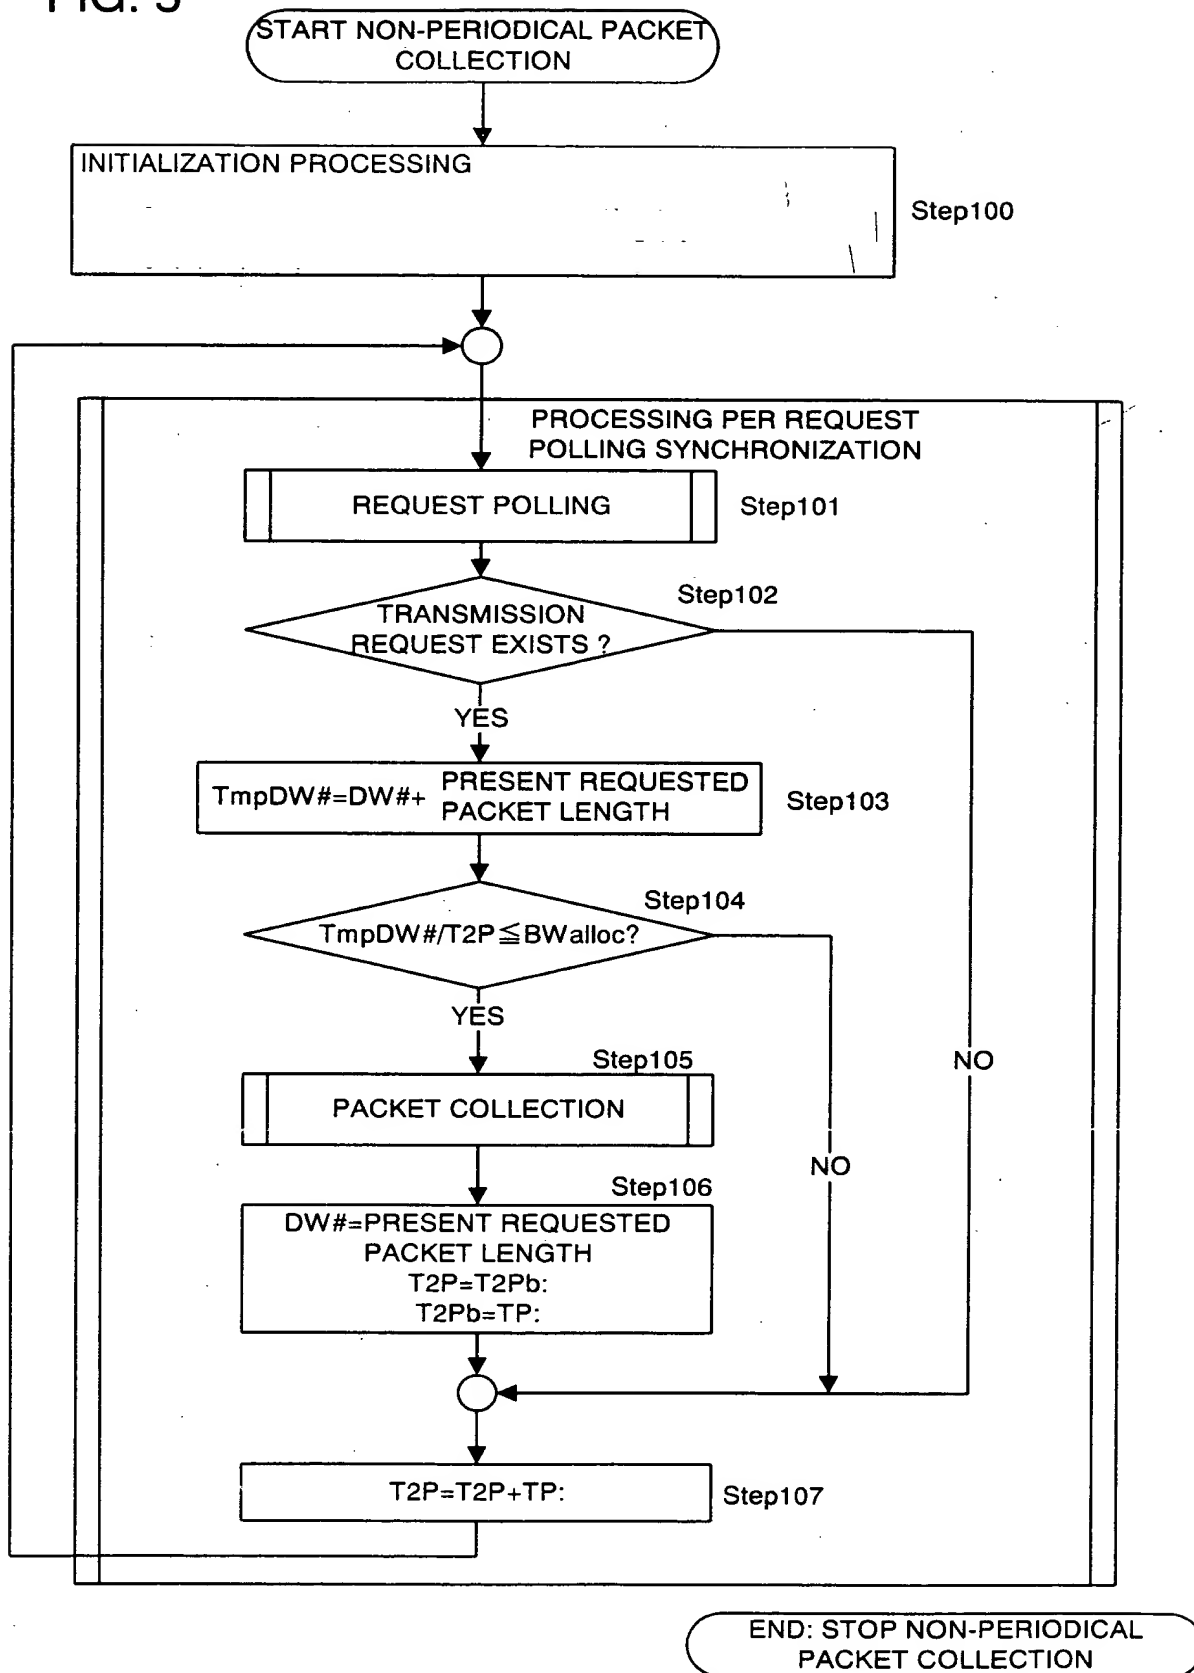 START NON-PERIODICAL PACKET
COLLECTION
INITIALIZATION PROCESSING
Step100
PROCESSING PER REQUEST
POLLING SYNCHRONIZATION
REQUEST POLLING
Step101
Step102
TRANSMISSION
REQUEST EXISTS ?
YES
TmpDW#=DW#+ PRESENT REQUESTED
PACKET LENGTH
Step103
Step104
TmpDW#/T2P≦BWalloc?
YES
Step105
NO
PACKET COLLECTION
NO
Step106
DW#=PRESENT REQUESTED
PACKET LENGTH
T2P=T2Pb:
T2Pb=TP:
T2P=T2P+TP:
Step107
END: STOP NON-PERIODICAL
PACKET COLLECTION